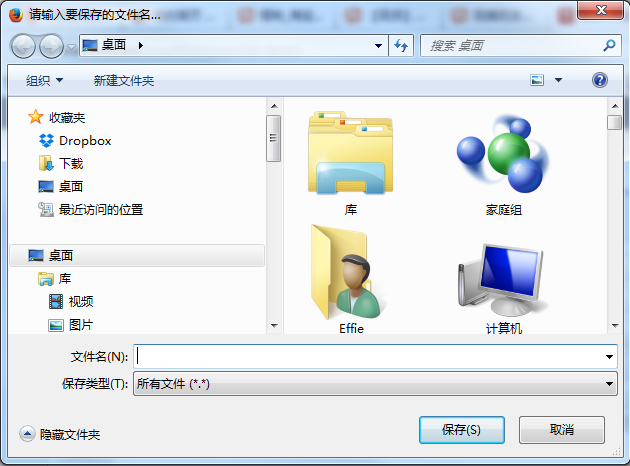 请输入要保存的文件名...
桌面
搜索 桌面
组织 新建文件夹
收藏夹
Dropbox
下载
桌面
最近访问的位置
桌面
库
视频
图片
库 家庭组
Effie 计算机
文件名(N):
保存类型(T): 所有文件 (*.*)
隐藏文件夹 保存(S) 取消